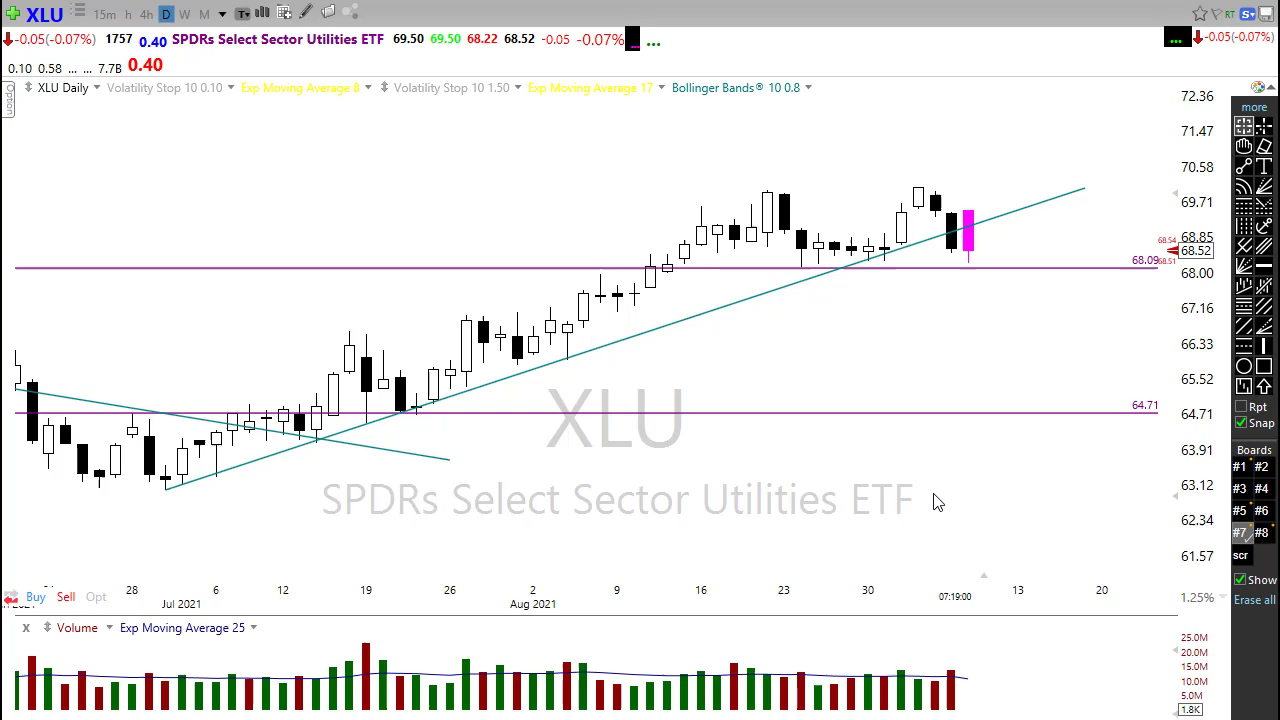 XLU 15m h 4h D W M T RT S
-0.05(-0.07%) 1757 0.40 SPDRs Select Sector Utilities ETF 69.50 69.50 68.22 68.52 -0.05 -0.07% ... ... -0.05(-0.07%)
0.10 0.58 ... ... 7.7B 0.40
Option
XLU Daily Volatility Stop 10 0.10 Exp Moving Average 8 Volatility Stop 10 1.50 Exp Moving Average 17 Bollinger Bands® 10 0.8
72.36
more
71.47
70.58
69.71
68.85
68.54
68.52
68.09
68.51
68.00
67.16
66.33
65.52
64.71
64.71
63.91
63.12
62.34
61.57
XLU
SPDRs Select Sector Utilities ETF
Rpt
Snap
Boards
#1 #2
#3 #4
#5 #6
#7 #8
scr
Show
Erase all
28 6 12 19 26 9 16 23 30 07:19:00 13 20
Buy Sell Opt 1.25%
Jul 2021 Aug 2021
x Volume Exp Moving Average 25
25.0M
20.0M
15.0M
10.0M
5.0M
1.8K